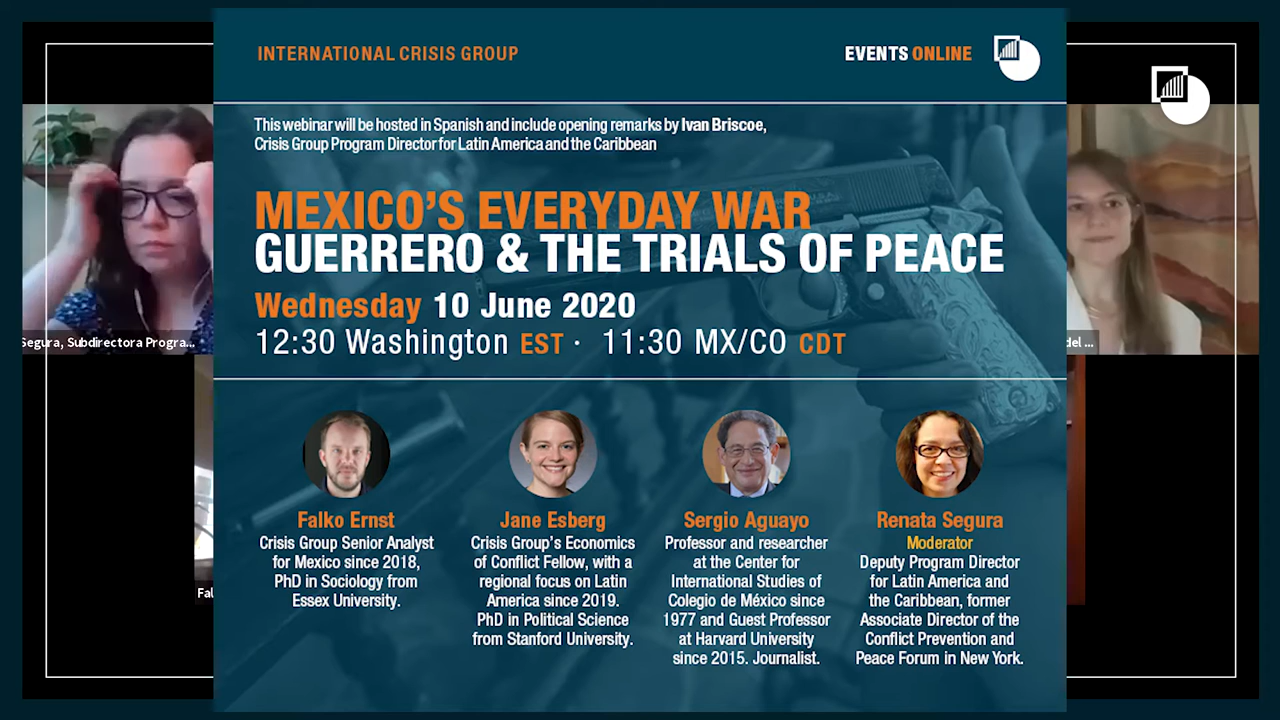 INTERNATIONAL CRISIS GROUP
EVENTS ONLINE
This webinar will be hosted in Spanish and include opening remarks by Ivan Briscoe,
Crisis Group Program Director for Latin America and the Caribbean
MEXICO'S EVERYDAY WAR
GUERRERO & THE TRIALS OF PEACE
Wednesday 10 June 2020
12:30 Washington EST · 11:30 MX/CO CDT
Segura, Subdirectora Progra...
del ...
Falko Ernst
Crisis Group Senior Analyst
for Mexico since 2018,
PhD in Sociology from
Essex University.
Jane Esberg
Crisis Group's Economics
of Conflict Fellow, with a
regional focus on Latin
America since 2019.
PhD in Political Science
from Stanford University.
Sergio Aguayo
Professor and researcher
at the Center for
International Studies of
Colegio de México since
1977 and Guest Professor
at Harvard University
since 2015. Journalist.
Renata Segura
Moderator
Deputy Program Director
for Latin America and
the Caribbean, former
Associate Director of the
Conflict Prevention and
Peace Forum in New York.
Fal